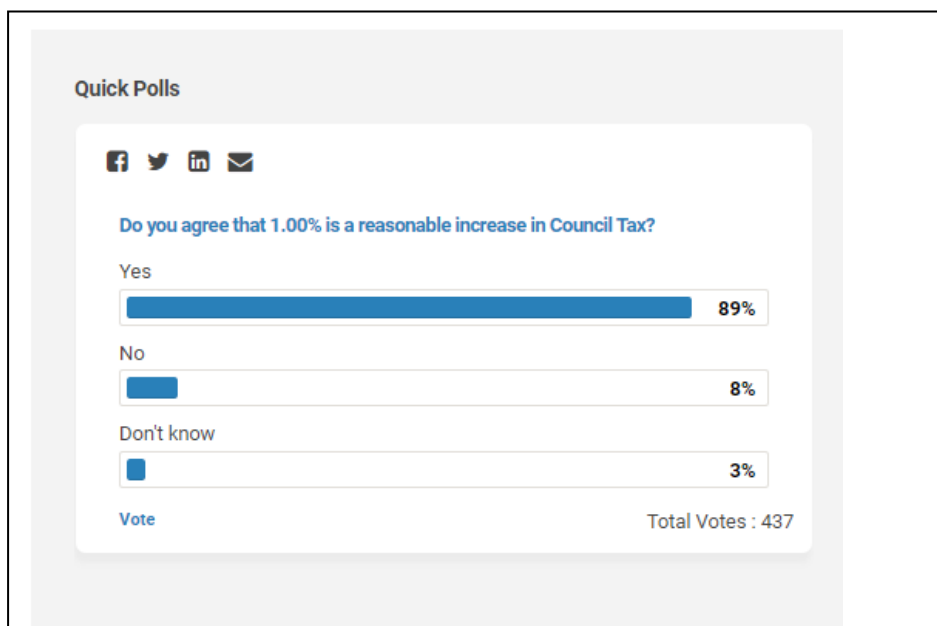 Quick Polls
Do you agree that 1.00% is a reasonable increase in Council Tax?
Yes
89%
No
8%
Don't know
3%
Vote
Total Votes : 437